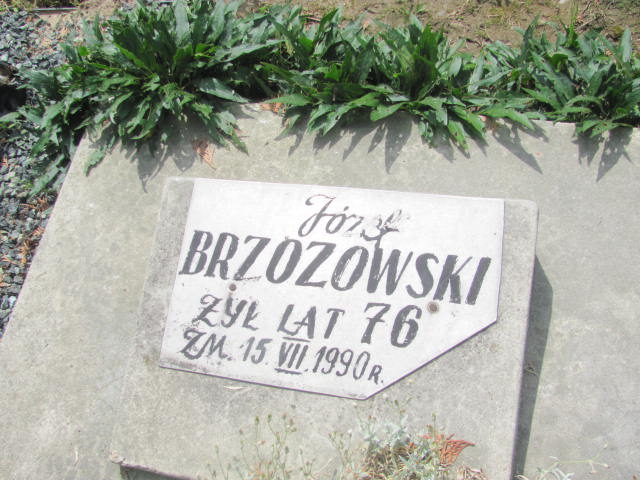 Józef
BRZOZOWSKI
ŻYŁ LAT 76
ZM. 15. VII. 1990 R.